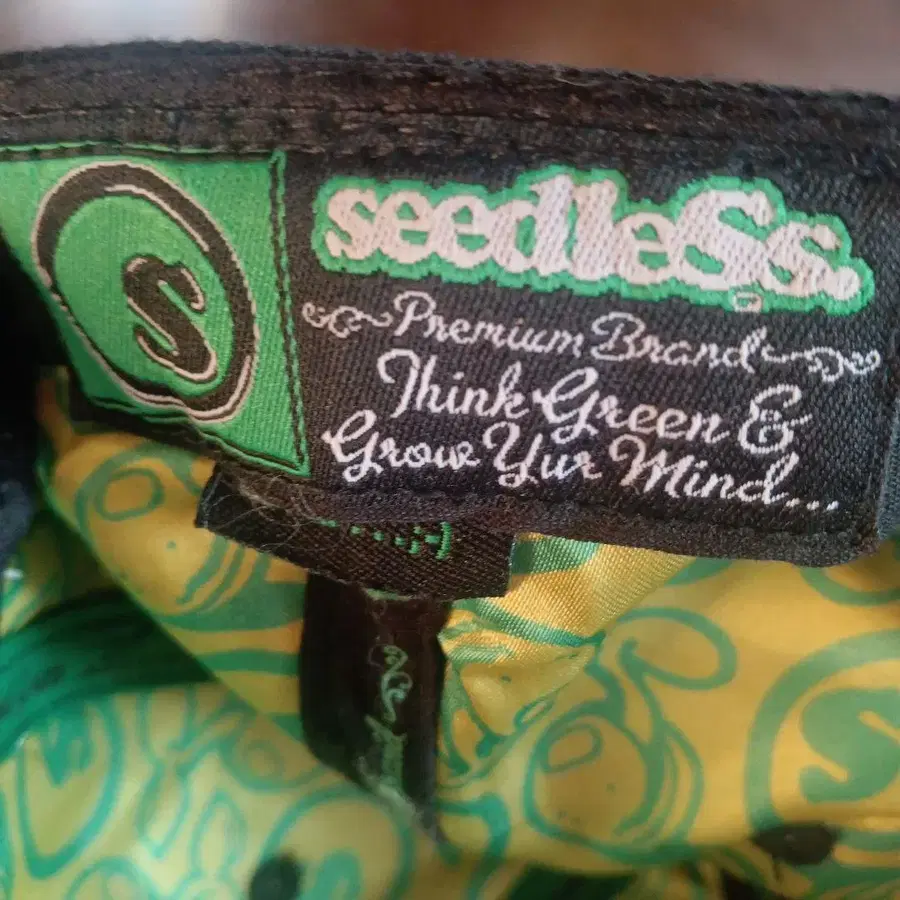 S
seedleSs.
Premium Brand
Think Green &
Grow Yur Mind...
S